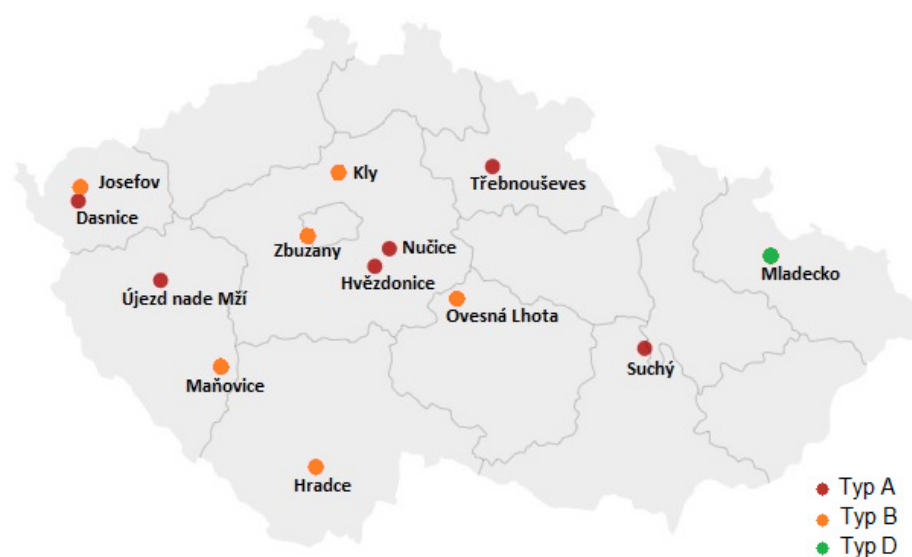 Josefov
Dasnice
Kly
Třebnouševes
Zbuzany
Nučice
Hvězdonice
Mladecko
Újezd nade Mží
Ovesná Lhota
Maňovice
Suchý
Hradce
Typ A
Typ B
Typ D